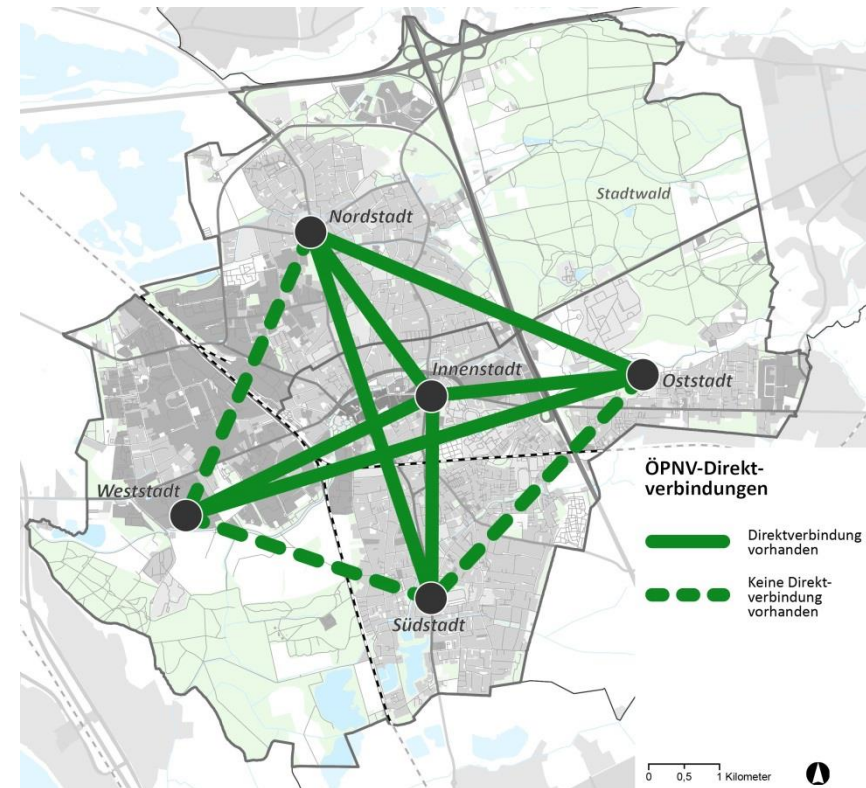 Stadtwald
Nordstadt
Innenstadt
Oststadt
Weststadt
Südstadt
ÖPNV-Direkt-
verbindungen
Direktverbindung
vorhanden
Keine Direkt-
verbindung
vorhanden
0 0,5 1 Kilometer